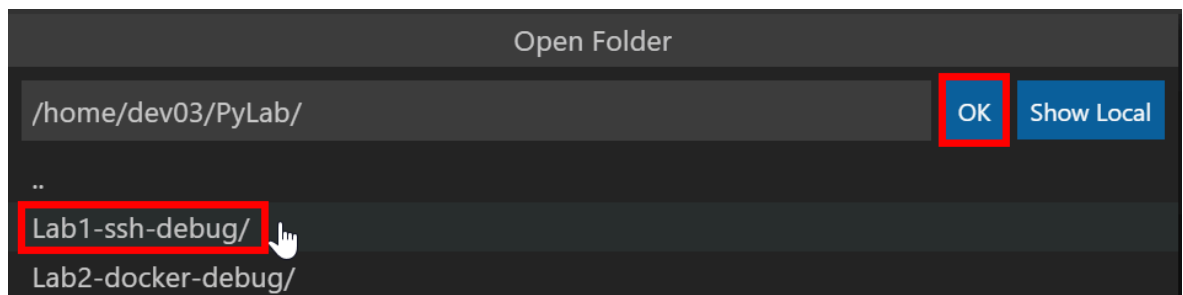 Open Folder
/home/dev03/PyLab/ OK Show Local
..
Lab1-ssh-debug/
Lab2-docker-debug/